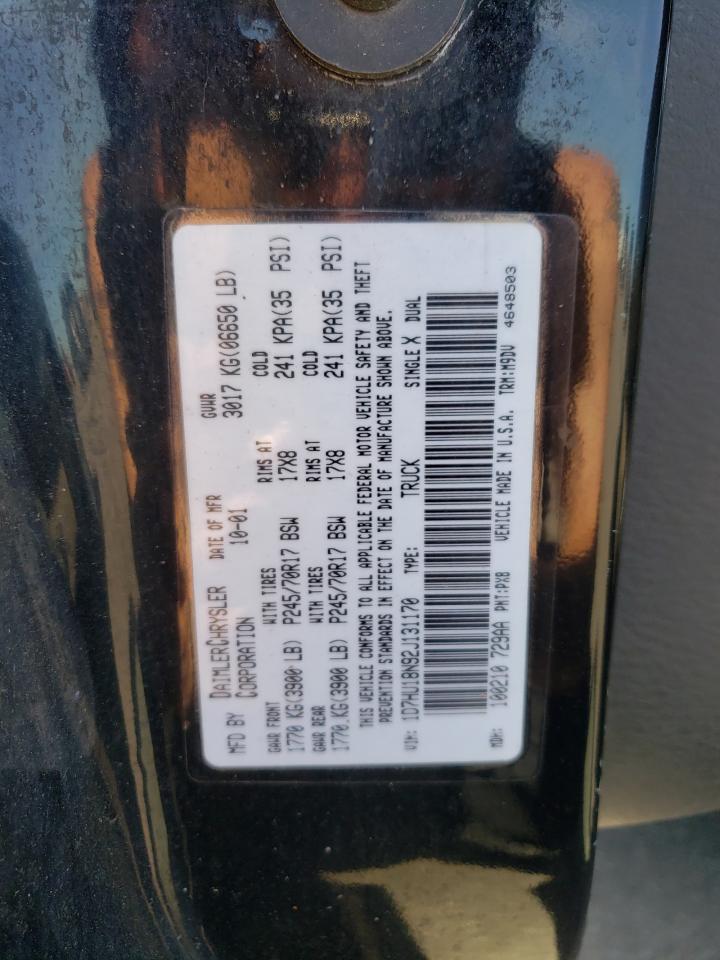 MFD BY DAIMLERCHRYSLER CORPORATION DATE OF MFR 10-01 GVWR 3017 KG(06650 LB)
GAWR FRONT WITH TIRES RIMS AT COLD
1770 KG(3900 LB) P245/70R17 BSW 17X8 241 KPA(35 PSI)
GAWR REAR WITH TIRES RIMS AT COLD
1770 KG(3900 LB) P245/70R17 BSW 17X8 241 KPA(35 PSI)
THIS VEHICLE CONFORMS TO ALL APPLICABLE FEDERAL MOTOR VEHICLE SAFETY AND THEFT
PREVENTION STANDARDS IN EFFECT ON THE DATE OF MANUFACTURE SHOWN ABOVE.
VIN: 1D7HU18N92J131170 TYPE: TRUCK SINGLE X DUAL
MDH: 100210 729AA PNT:PX8 VEHICLE MADE IN U.S.A. TRM:M9DV 4648503